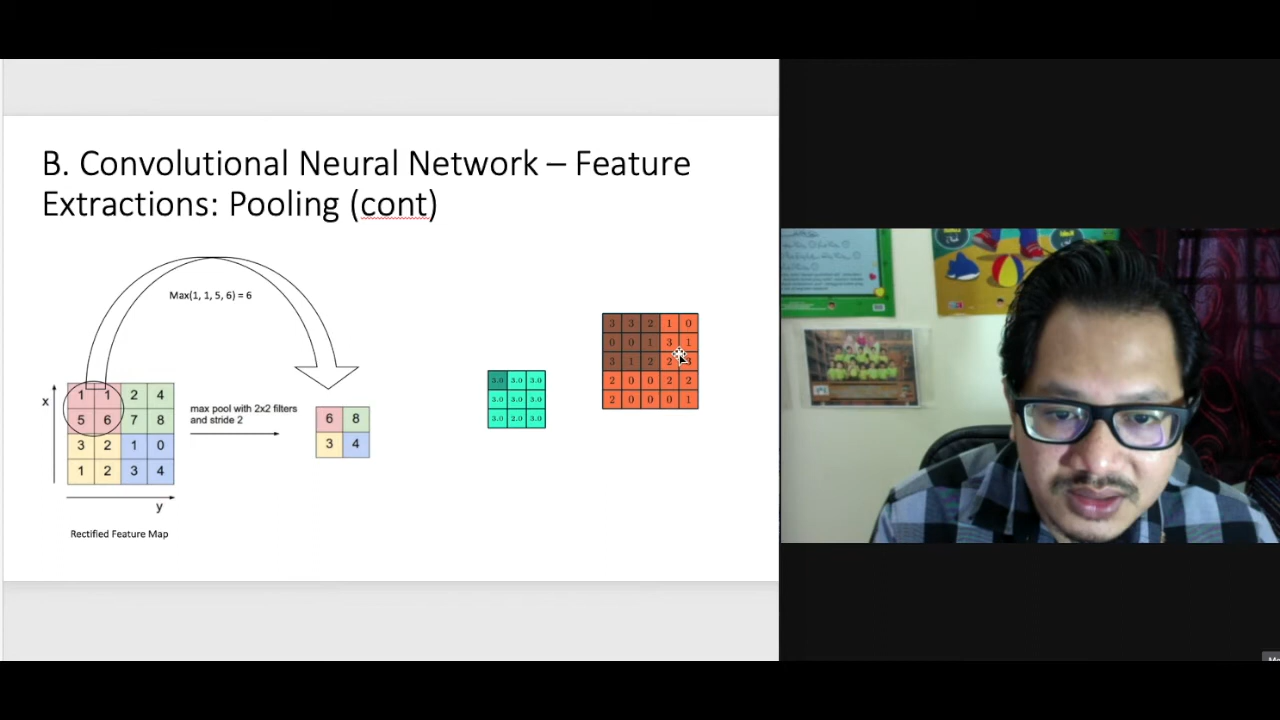 B. Convolutional Neural Network – Feature
Extractions: Pooling (cont)
Max(1, 1, 5, 6) = 6
x
1 1 2 4
5 6 7 8
3 2 1 0
1 2 3 4
y
Rectified Feature Map
max pool with 2x2 filters
and stride 2
6 8
3 4
3.0 3.0 3.0
3.0 3.0 3.0
3.0 2.0 3.0
3 3 2 1 0
0 0 1 3 1
3 1 2 2 3
2 0 0 2 2
2 0 0 0 1